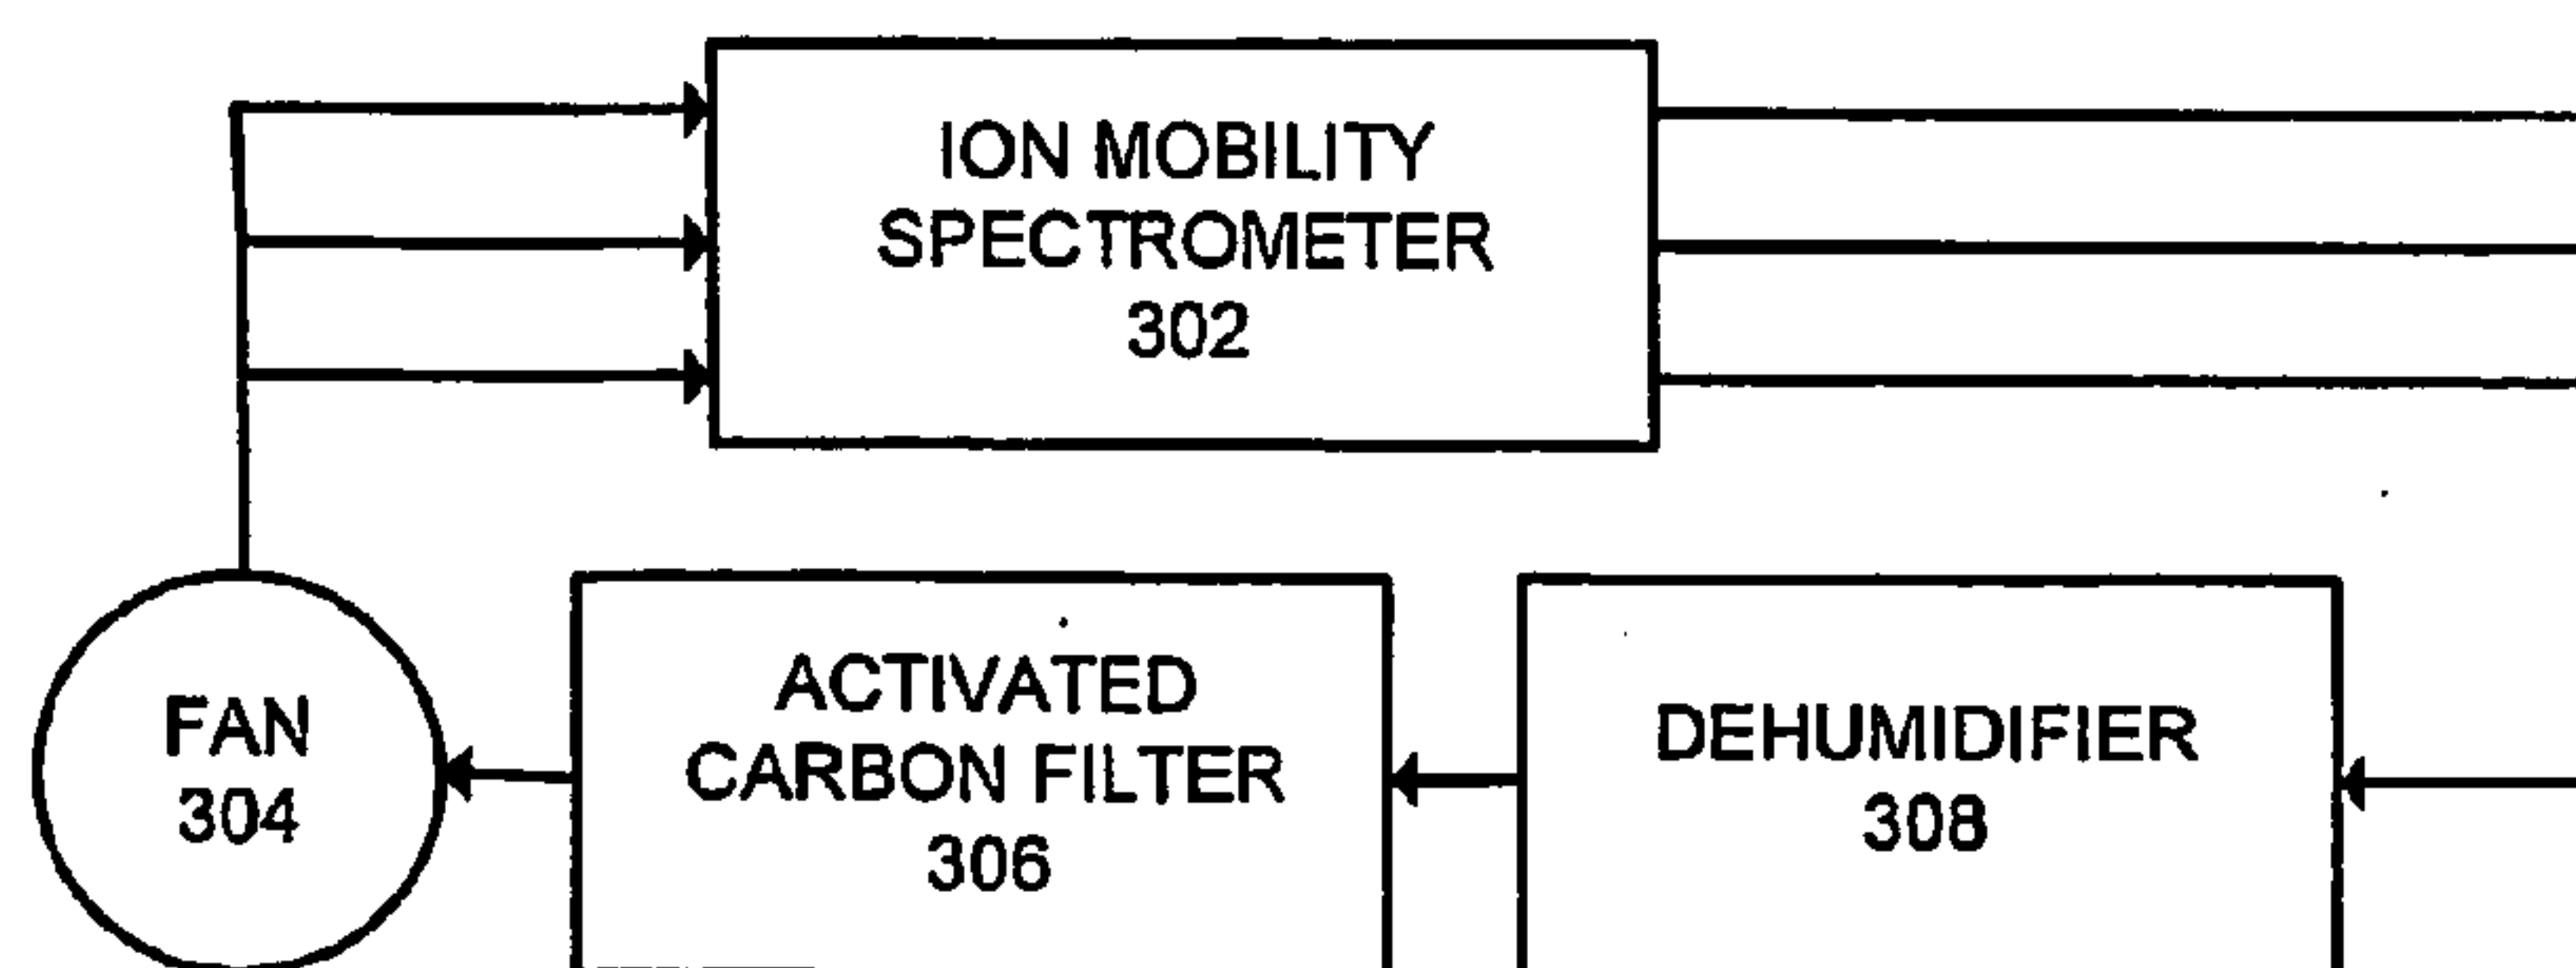 ION MOBILITY
SPECTROMETER
302
FAN
304
ACTIVATED
CARBON FILTER
306
DEHUMIDIFIER
308